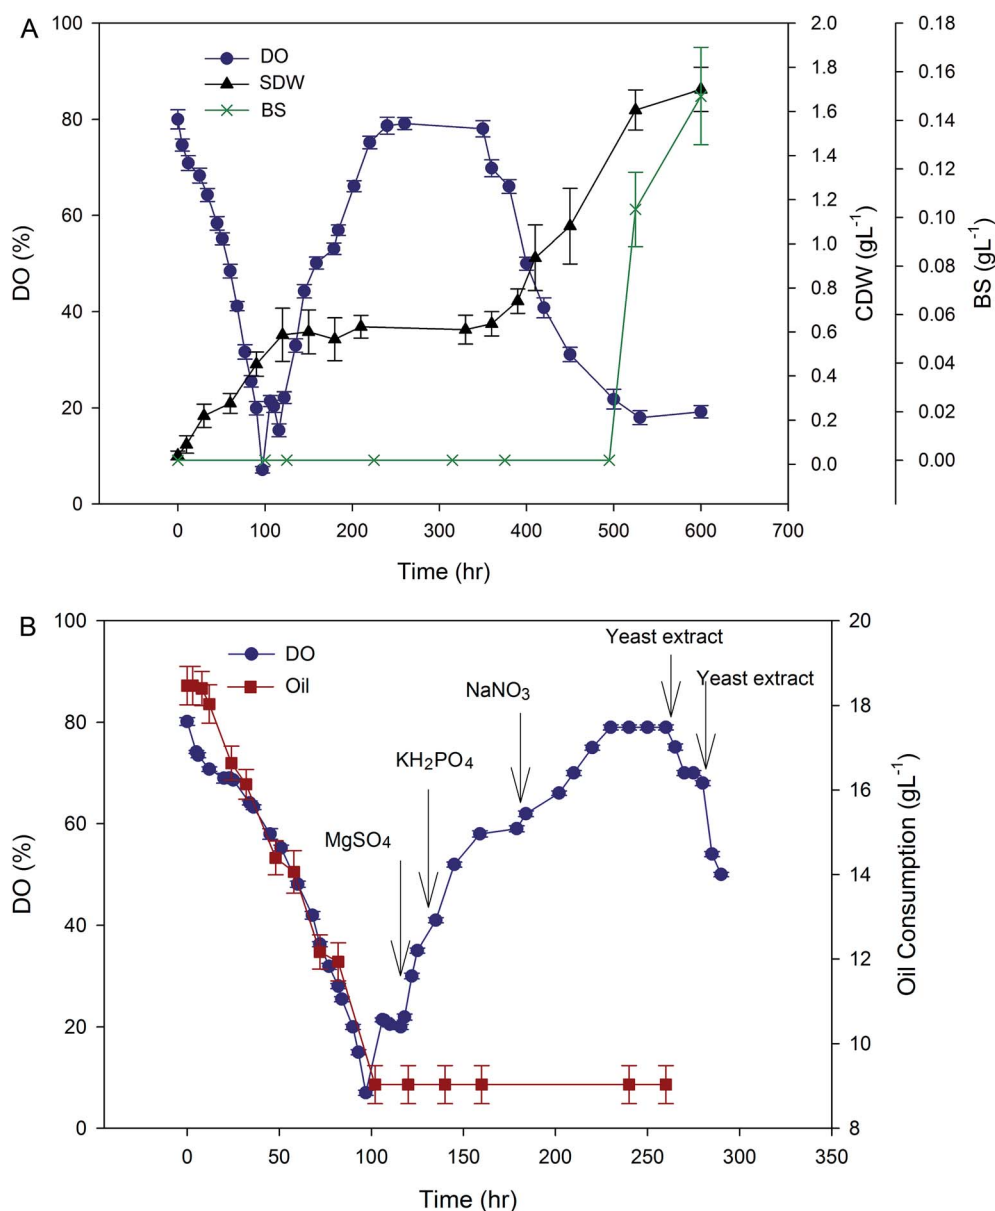 A
DO
SDW
BS
100
80
60
40
20
0
DO (%)
2.0
1.8
1.6
1.4
1.2
1.0
0.8
0.6
0.4
0.2
0.0
CDW (gL⁻¹)
0.18
0.16
0.14
0.12
0.10
0.08
0.06
0.04
0.02
0.00
BS (gL⁻¹)
0 100 200 300 400 500 600 700
Time (hr)
B
DO
Oil
Yeast extract
Yeast extract
NaNO₃
KH₂PO₄
MgSO₄
100
80
60
40
20
0
DO (%)
20
18
16
14
12
10
8
Oil Consumption (gL⁻¹)
0 50 100 150 200 250 300 350
Time (hr)